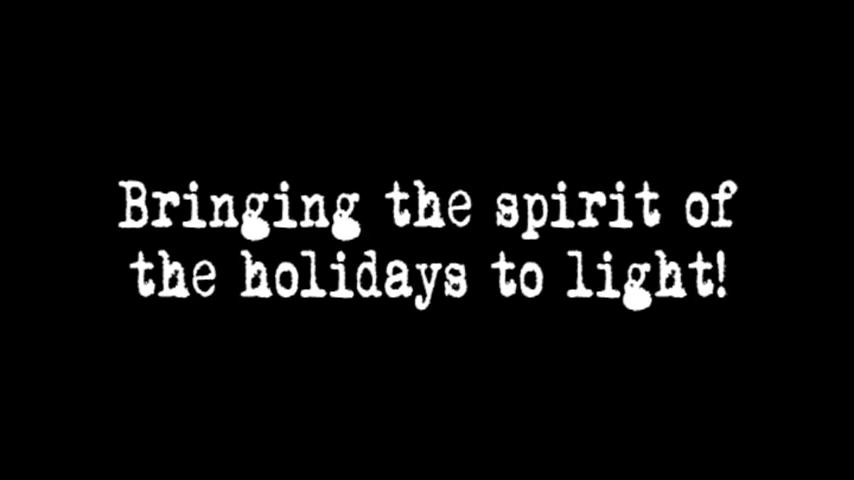 Bringing the spirit of
the holidays to light!